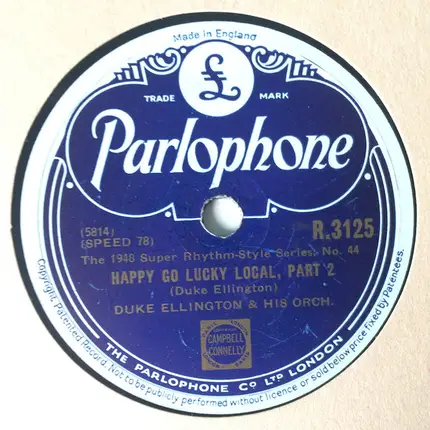 Made in England
£
TRADE MARK
Parlophone
(5814)
(SPEED 78)
R.3125
The 1948 Super Rhythm-Style Series: No. 44
HAPPY GO LUCKY LOCAL, PART 2
(Duke Ellington)
DUKE ELLINGTON & HIS ORCH.
CAMPBELL
CONNELLY
THE PARLOPHONE CO LTD LONDON
Copyright, Patented Record. Not to be publicly performed without licence or sold below price fixed by Patentees.